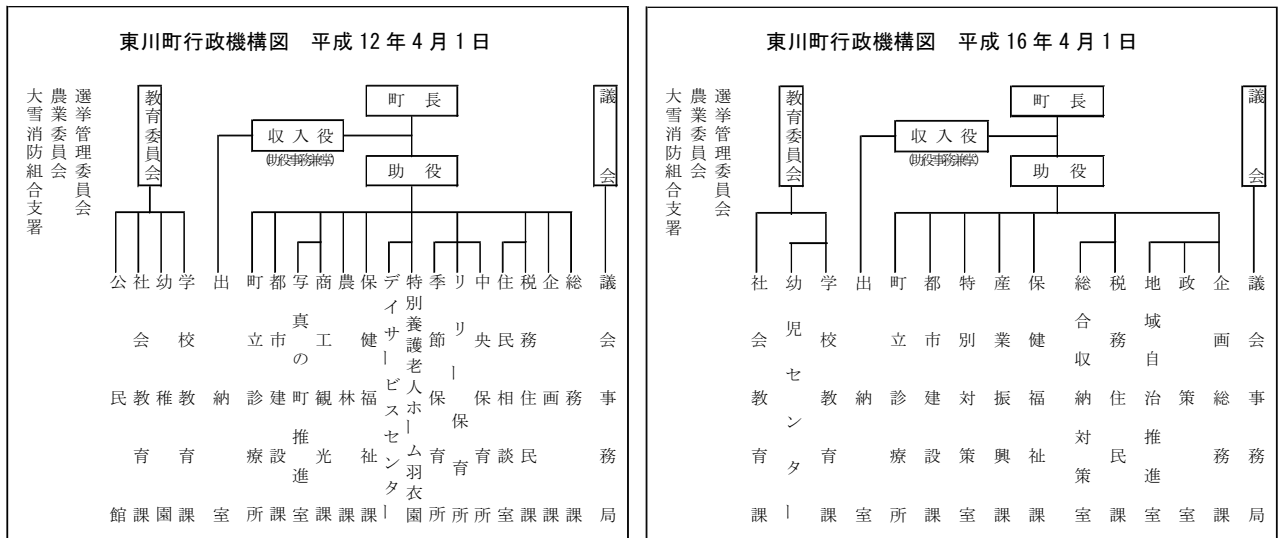 東川町行政機構図 平成12年4月1日
議会
町長
収入役
(助役事務兼掌)
助役
教育委員会
選挙管理委員会
農業委員会
大雪消防組合支署
議会事務局
総務課
企画課
税務住民課
住民相談室
中央保育所
リリー保育所
季節保育所
特別養護老人ホーム羽衣園
デイサービスセンター
保健福祉課
農林課
商工観光課
写真の町推進室
都市建設課
町立診療所
出納室
学校教育課
幼稚園
社会教育課
公民館
東川町行政機構図 平成16年4月1日
議会
町長
収入役
(助役事務兼掌)
助役
教育委員会
選挙管理委員会
農業委員会
大雪消防組合支署
議会事務局
企画総務課
政策室
地域自治推進室
税務住民課
総合収納対策室
保健福祉課
産業振興課
特別対策室
都市建設課
町立診療所
出納室
学校教育課
幼児センター
社会教育課